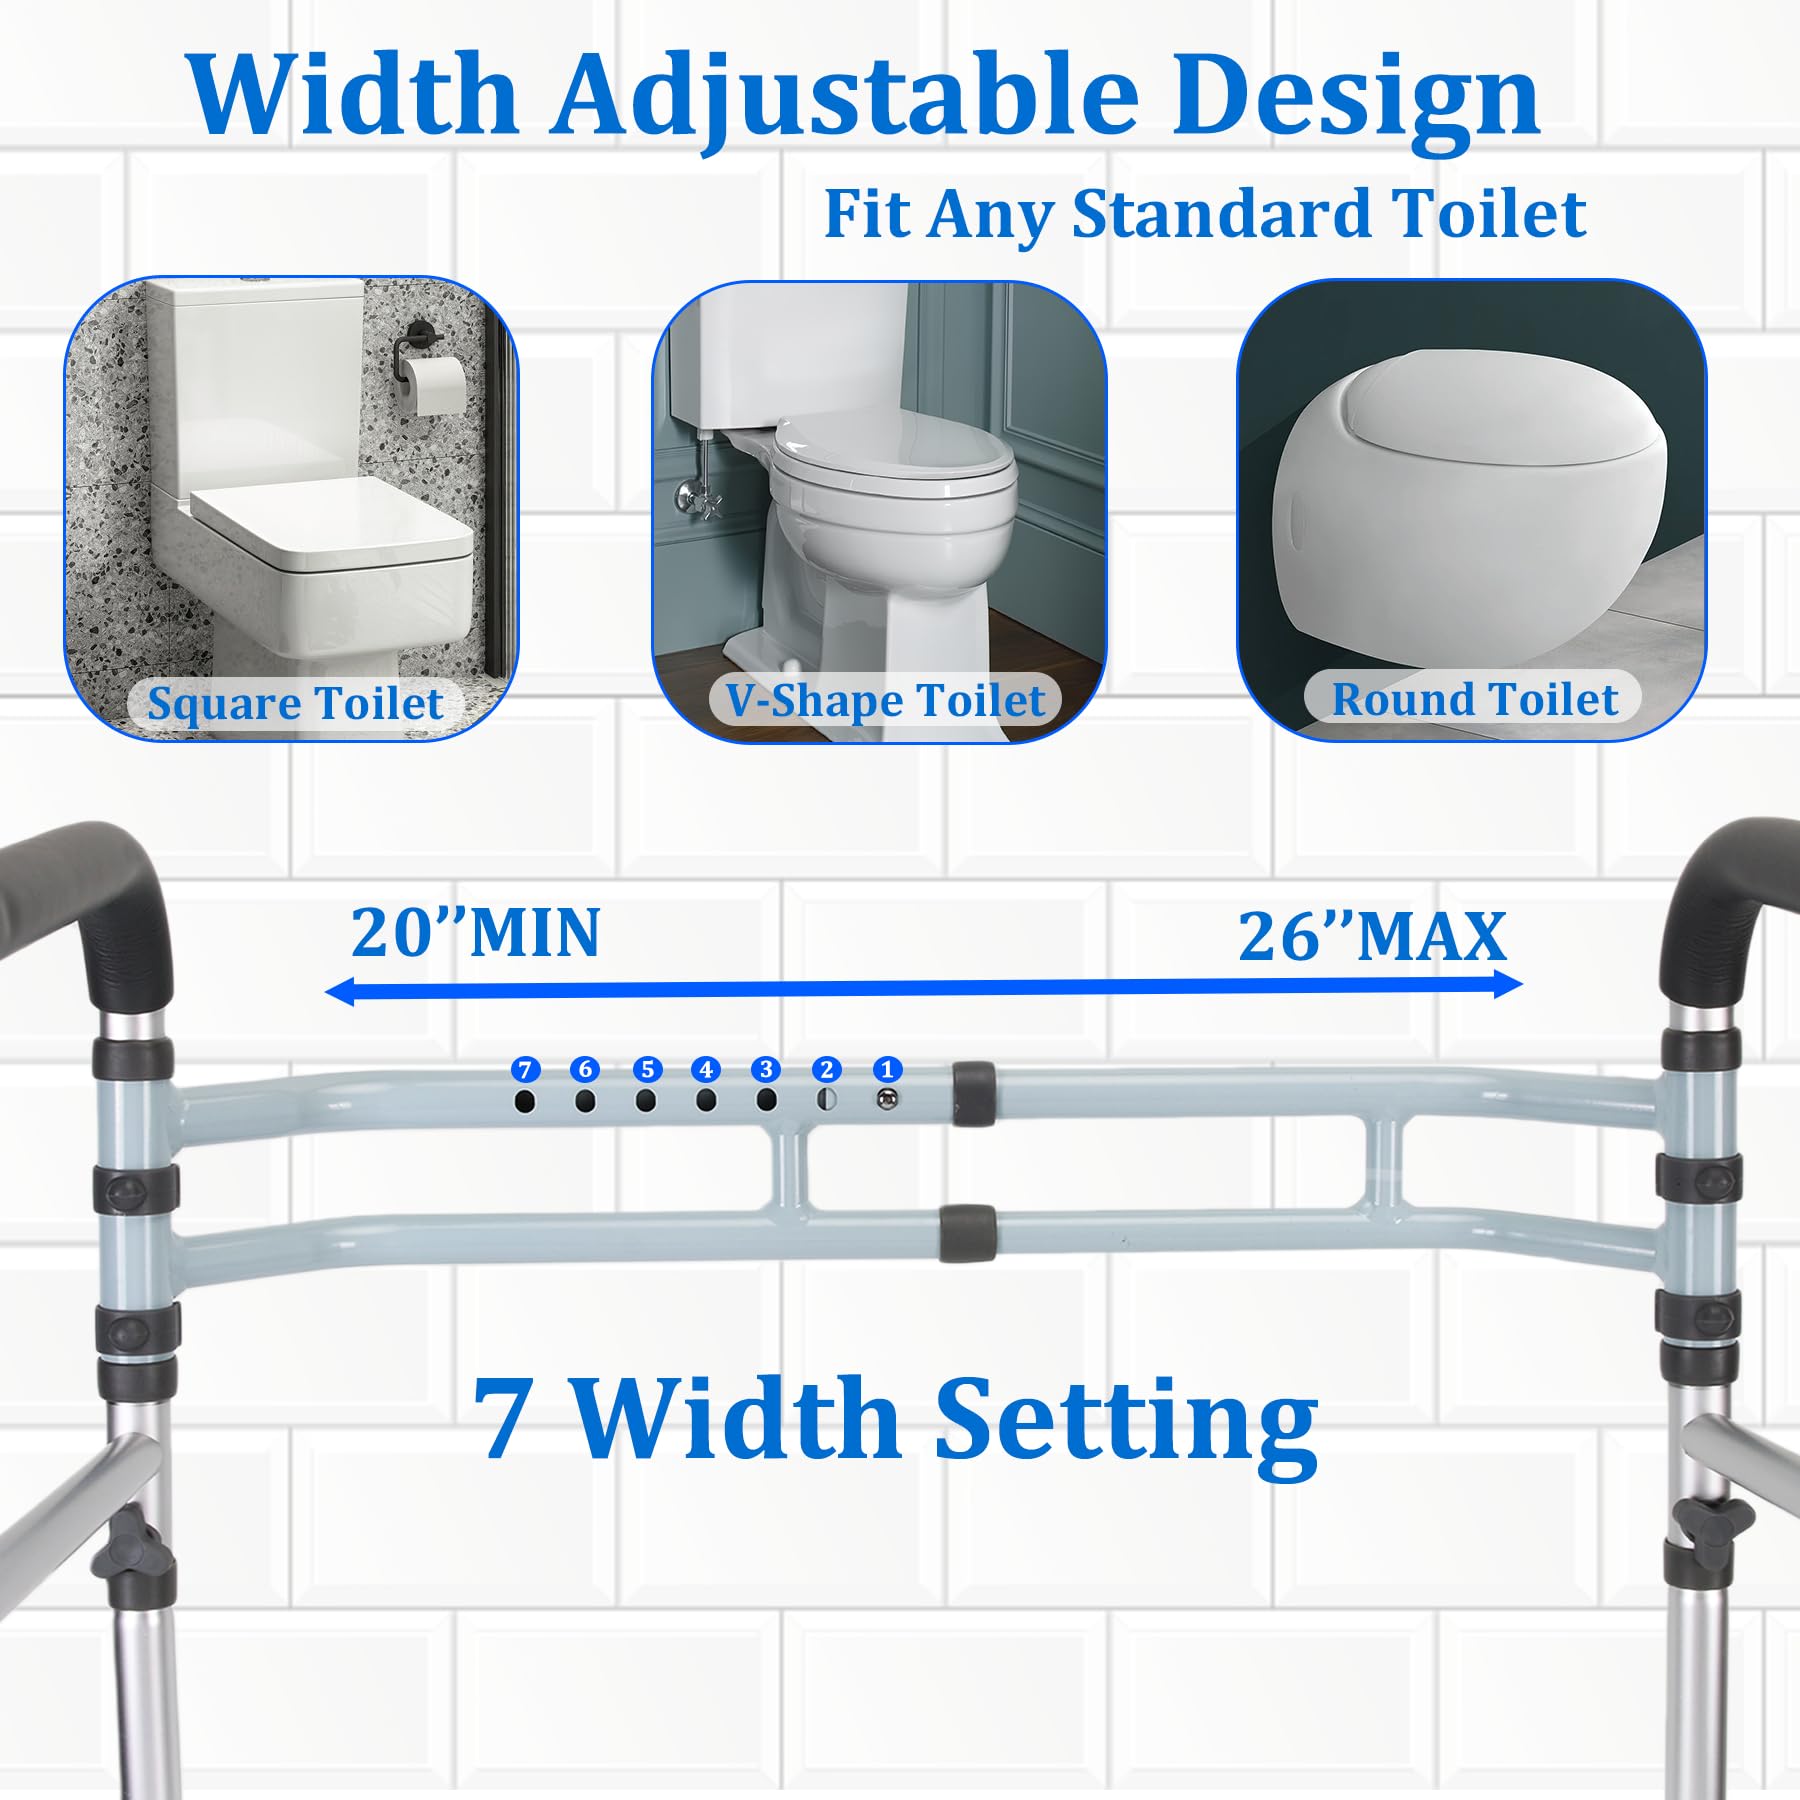 Width Adjustable Design
Fit Any Standard Toilet
Square Toilet
V-Shape Toilet
Round Toilet
20’’MIN
26’’MAX
7 6 5 4 3 2 1
7 Width Setting